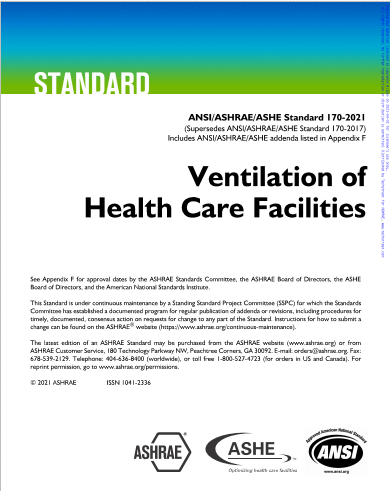 STANDARD
ANSI/ASHRAE/ASHE Standard 170-2021
(Supersedes ANSI/ASHRAE/ASHE Standard 170-2017)
Includes ANSI/ASHRAE/ASHE addenda listed in Appendix F
Ventilation of
Health Care Facilities
See Appendix F for approval dates by the ASHRAE Standards Committee, the ASHRAE Board of Directors, the ASHE
Board of Directors, and the American National Standards Institute.
This Standard is under continuous maintenance by a Standing Standard Project Committee (SSPC) for which the Standards
Committee has established a documented program for regular publication of addenda or revisions, including procedures for
timely, documented, consensus action on requests for change to any part of the Standard. Instructions for how to submit a
change can be found on the ASHRAE® website (https://www.ashrae.org/continuous-maintenance).
The latest edition of an ASHRAE Standard may be purchased from the ASHRAE website (www.ashrae.org) or from
ASHRAE Customer Service, 180 Technology Parkway NW, Peachtree Corners, GA 30092. E-mail: orders@ashrae.org. Fax:
678-539-2129. Telephone: 404-636-8400 (worldwide), or toll free 1-800-527-4723 (for orders in US and Canada). For
reprint permission, go to www.ashrae.org/permissions.
© 2021 ASHRAE ISSN 1041-2336
ASHRAE
ASHE
Optimizing health care facilities
Approved American National Standard
ANSI
www.ansi.org